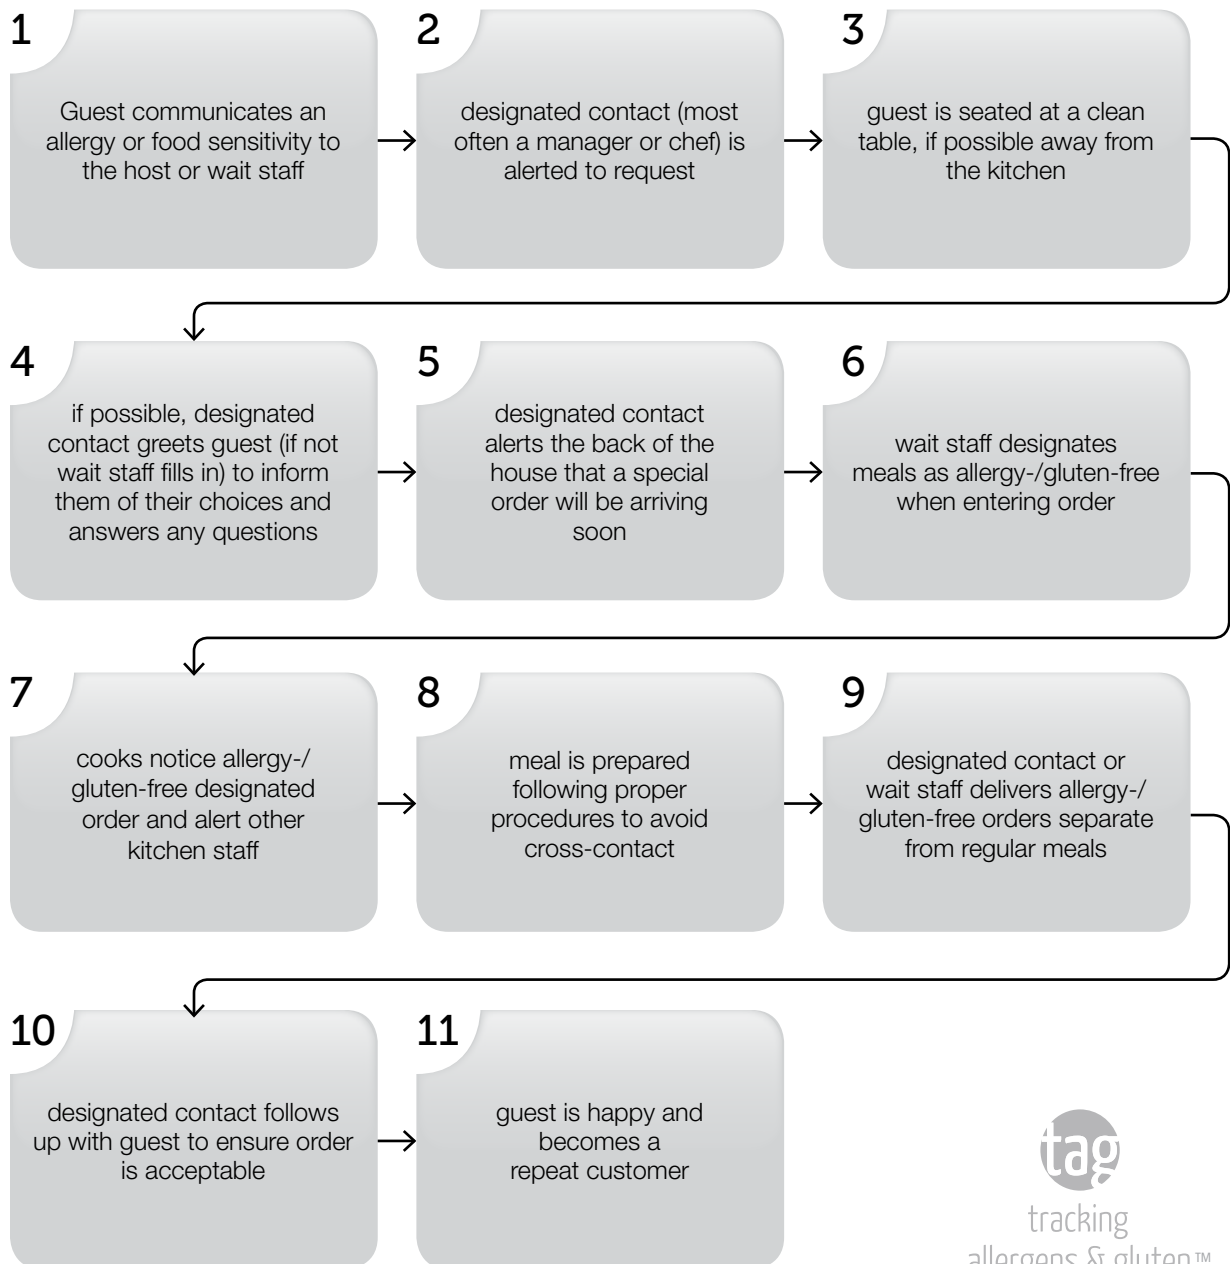 1
Guest communicates an
allergy or food sensitivity to
the host or wait staff
2
designated contact (most
often a manager or chef) is
alerted to request
3
guest is seated at a clean
table, if possible away from
the kitchen
4
if possible, designated
contact greets guest (if not
wait staff fills in) to inform
them of their choices and
answers any questions
5
designated contact
alerts the back of the
house that a special
order will be arriving
soon
6
wait staff designates
meals as allergy-/gluten-free
when entering order
7
cooks notice allergy-/
gluten-free designated
order and alert other
kitchen staff
8
meal is prepared
following proper
procedures to avoid
cross-contact
9
designated contact or
wait staff delivers allergy-/
gluten-free orders separate
from regular meals
10
designated contact follows
up with guest to ensure order
is acceptable
11
guest is happy and
becomes a
repeat customer
tag
tracking
allergens & gluten™